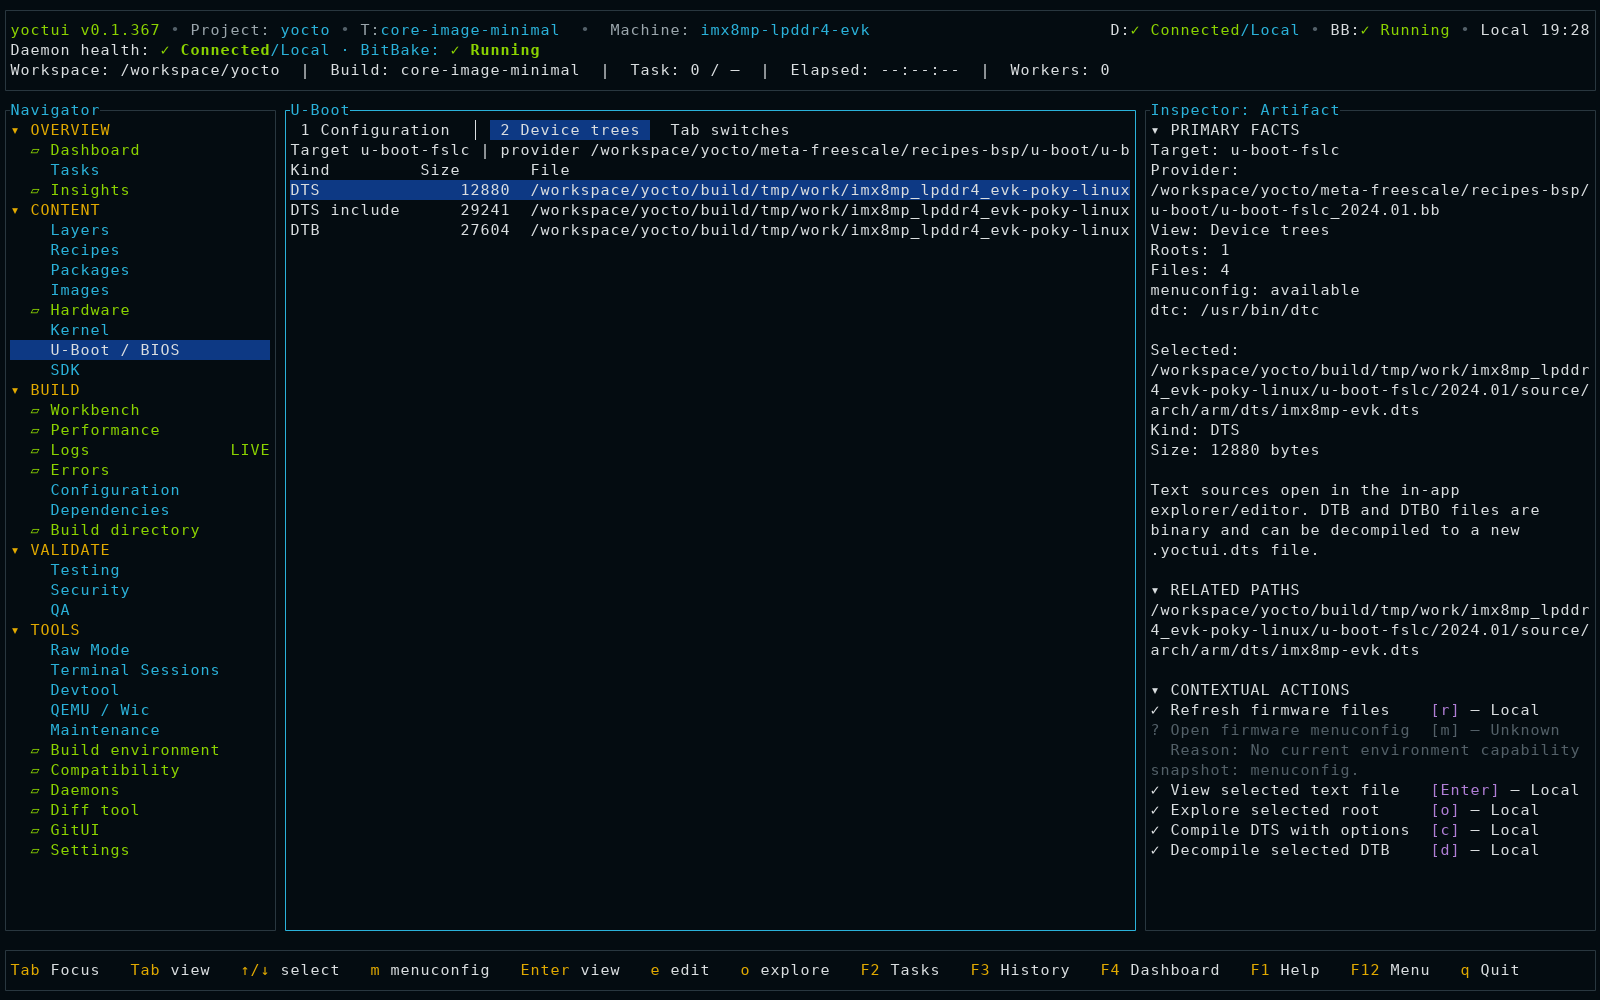 yoctui v0.1.367 • Project: yocto • T:core-image-minimal • Machine: imx8mp-lpddr4-evk D:✓ Connected/Local • BB:✓ Running • Local 19:28
Daemon health: ✓ Connected/Local · BitBake: ✓ Running
Workspace: /workspace/yocto | Build: core-image-minimal | Task: 0 / — | Elapsed: --:--:-- | Workers: 0
Navigator
▾ OVERVIEW
▱ Dashboard
Tasks
▱ Insights
▾ CONTENT
Layers
Recipes
Packages
Images
▱ Hardware
Kernel
U-Boot / BIOS
SDK
▾ BUILD
▱ Workbench
▱ Performance
▱ Logs LIVE
▱ Errors
Configuration
Dependencies
▱ Build directory
▾ VALIDATE
Testing
Security
QA
▾ TOOLS
Raw Mode
Terminal Sessions
Devtool
QEMU / Wic
Maintenance
▱ Build environment
▱ Compatibility
▱ Daemons
▱ Diff tool
▱ GitUI
▱ Settings
U-Boot
1 Configuration │ 2 Device trees Tab switches
Target u-boot-fslc | provider /workspace/yocto/meta-freescale/recipes-bsp/u-boot/u-b
Kind Size File
DTS 12880 /workspace/yocto/build/tmp/work/imx8mp_lpddr4_evk-poky-linux
DTS include 29241 /workspace/yocto/build/tmp/work/imx8mp_lpddr4_evk-poky-linux
DTB 27604 /workspace/yocto/build/tmp/work/imx8mp_lpddr4_evk-poky-linux
Inspector: Artifact
▾ PRIMARY FACTS
Target: u-boot-fslc
Provider:
/workspace/yocto/meta-freescale/recipes-bsp/
u-boot/u-boot-fslc_2024.01.bb
View: Device trees
Roots: 1
Files: 4
menuconfig: available
dtc: /usr/bin/dtc
Selected:
/workspace/yocto/build/tmp/work/imx8mp_lpddr
4_evk-poky-linux/u-boot-fslc/2024.01/source/
arch/arm/dts/imx8mp-evk.dts
Kind: DTS
Size: 12880 bytes
Text sources open in the in-app
explorer/editor. DTB and DTBO files are
binary and can be decompiled to a new
.yoctui.dts file.
▾ RELATED PATHS
/workspace/yocto/build/tmp/work/imx8mp_lpddr
4_evk-poky-linux/u-boot-fslc/2024.01/source/
arch/arm/dts/imx8mp-evk.dts
▾ CONTEXTUAL ACTIONS
✓ Refresh firmware files [r] — Local
? Open firmware menuconfig [m] — Unknown
Reason: No current environment capability
snapshot: menuconfig.
✓ View selected text file [Enter] — Local
✓ Explore selected root [o] — Local
✓ Compile DTS with options [c] — Local
✓ Decompile selected DTB [d] — Local
Tab Focus Tab view ↑/↓ select m menuconfig Enter view e edit o explore F2 Tasks F3 History F4 Dashboard F1 Help F12 Menu q Quit